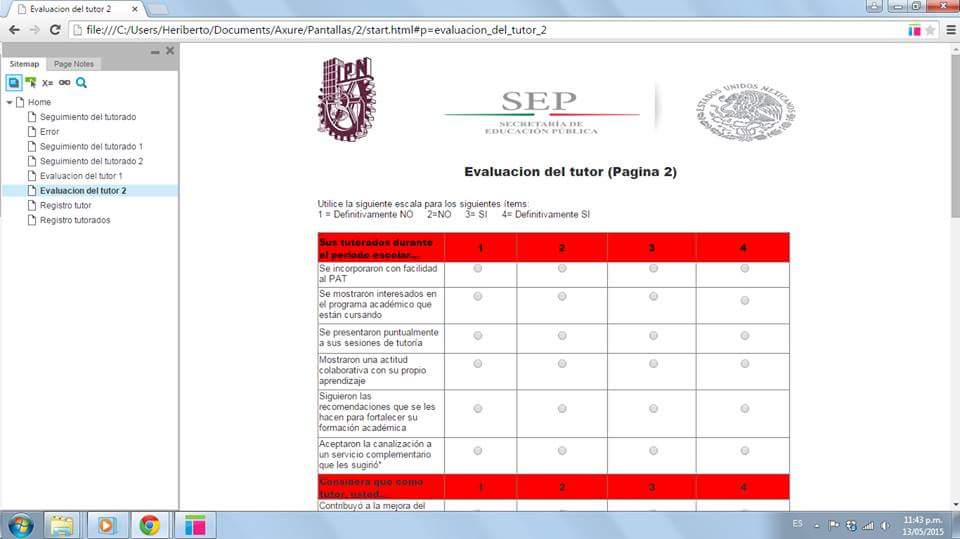 Evaluacion del tutor 2
file:///C:/Users/Heriberto/Documents/Axure/Pantallas/2/start.html#p=evaluacion_del_tutor_2
Sitemap Page Notes
X=
Home
Seguimiento del tutorado
Error
Seguimiento del tutorado 1
Seguimiento del tutorado 2
Evaluacion del tutor 1
Evaluacion del tutor 2
Registro tutor
Registro tutorados
IPN
SEP
SECRETARÍA DE
EDUCACIÓN PÚBLICA
ESTADOS UNIDOS MEXICANOS
Evaluacion del tutor (Pagina 2)
Utilice la siguiente escala para los siguientes ítems:
1 = Definitivamente NO 2=NO 3= SI 4= Definitivamente SI
Sus tutorados durante
el periodo escolar...
1 2 3 4
Se incorporaron con facilidad
al PAT
Se mostraron interesados en
el programa académico que
están cursando
Se presentaron puntualmente
a sus sesiones de tutoría
Mostraron una actitud
colaborativa con su propio
aprendizaje
Siguieron las
recomendaciones que se les
hacen para fortalecer su
formación académica
Aceptaron la canalización a
un servicio complementario
que les sugirió*
Considera que como
tutor, usted...
1 2 3 4
Contribuyó a la mejora del
ES
11:43 p.m.
13/05/2015